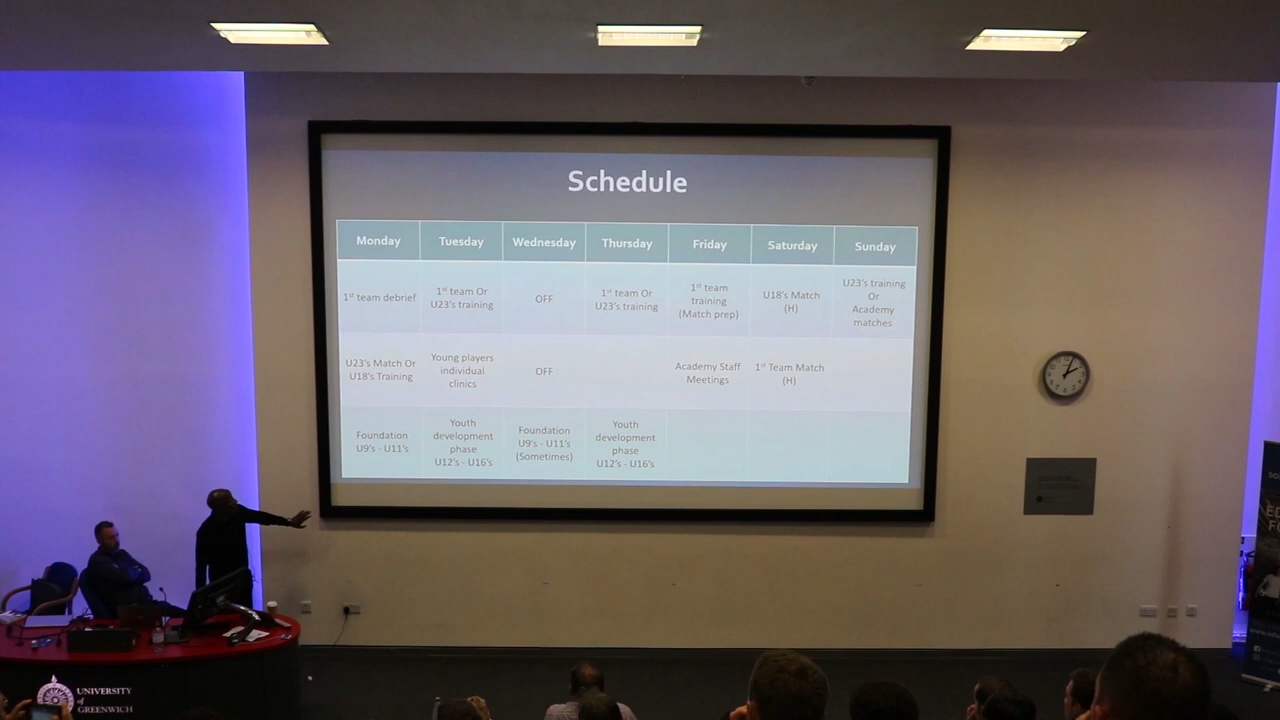 Schedule
Monday Tuesday Wednesday Thursday Friday Saturday Sunday
1st team debrief
1st team Or
U23's training
OFF
1st team Or
U23's training
1st team
training
(Match prep)
U18's Match
(H)
U23's training
Or
Academy
matches
U23's Match Or
U18's Training
Young players
individual
clinics
OFF
Academy Staff
Meetings
1st Team Match
(H)
Foundation
U9's - U11's
Youth
development
phase
U12's - U16's
Foundation
U9's - U11's
(Sometimes)
Youth
development
phase
U12's - U16's
UNIVERSITY
of
GREENWICH